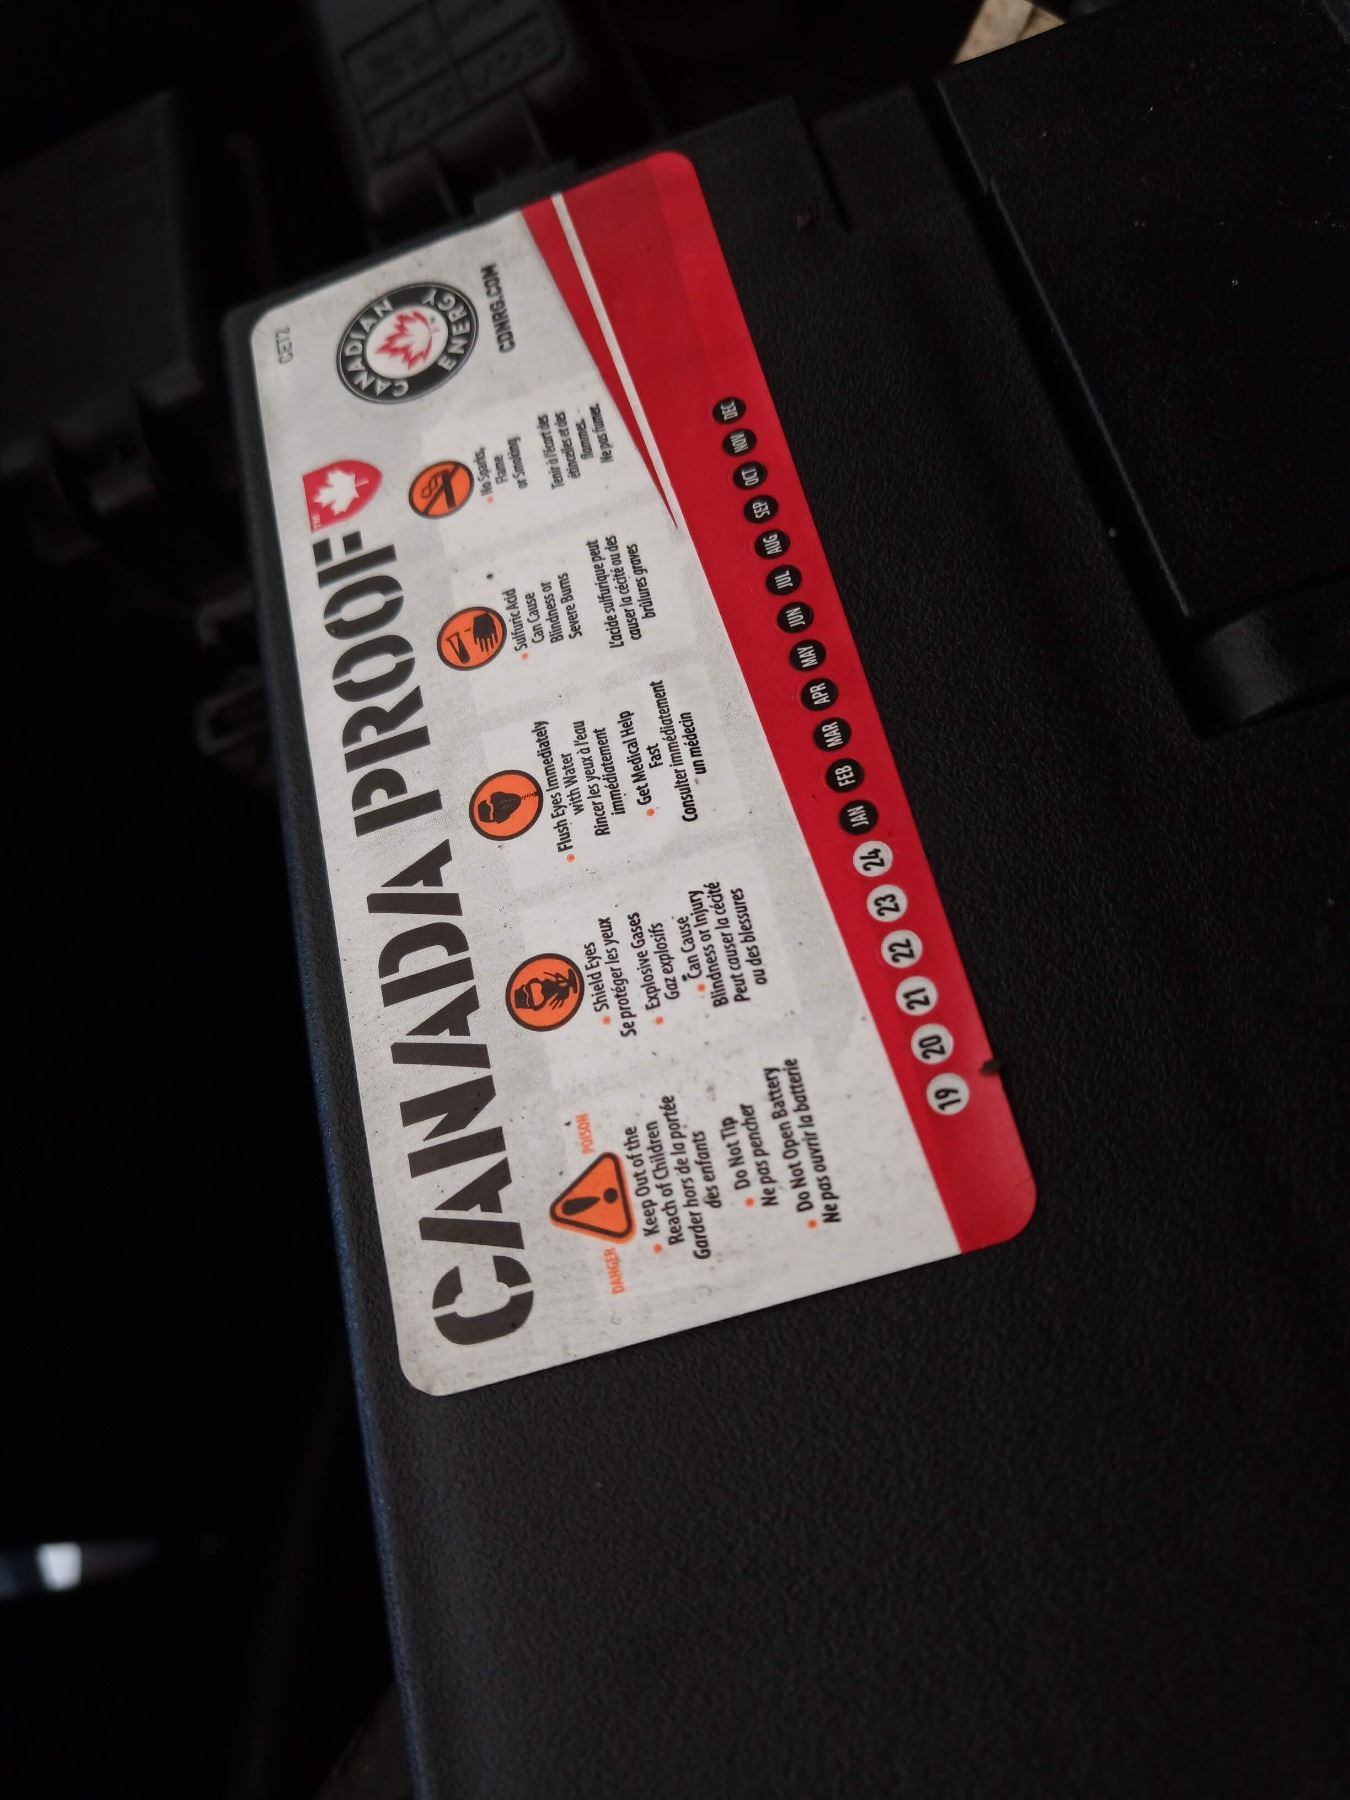 CANADA PROOF
TM
CET2
CANADIAN
ENERGY
CDNRG.COM
DANGER
POISON
Keep Out of the
Reach of Children
Garder hors de la portée
des enfants
Do Not Tip
Ne pas pencher
Do Not Open Battery
Ne pas ouvrir la batterie
Shield Eyes
Se protéger les yeux
Explosive Gases
Gaz explosifs
Can Cause
Blindness or Injury
Peut causer la cécité
ou des blessures
Flush Eyes Immediately
with Water
Rincer les yeux à l'eau
immédiatement
Get Medical Help
Fast
Consulter immédiatement
un médecin
Sulfuric Acid
Can Cause
Blindness or
Severe Burns
L'acide sulfurique peut
causer la cécité ou des
brûlures graves
No Sparks,
Flame
or Smoking
Tenir à l'écart des
étincelles et des
flammes.
Ne pas fumer.
19 20 21 22 23 24 JAN FEB MAR APR MAY JUN JUL AUG SEP OCT NOV DEC